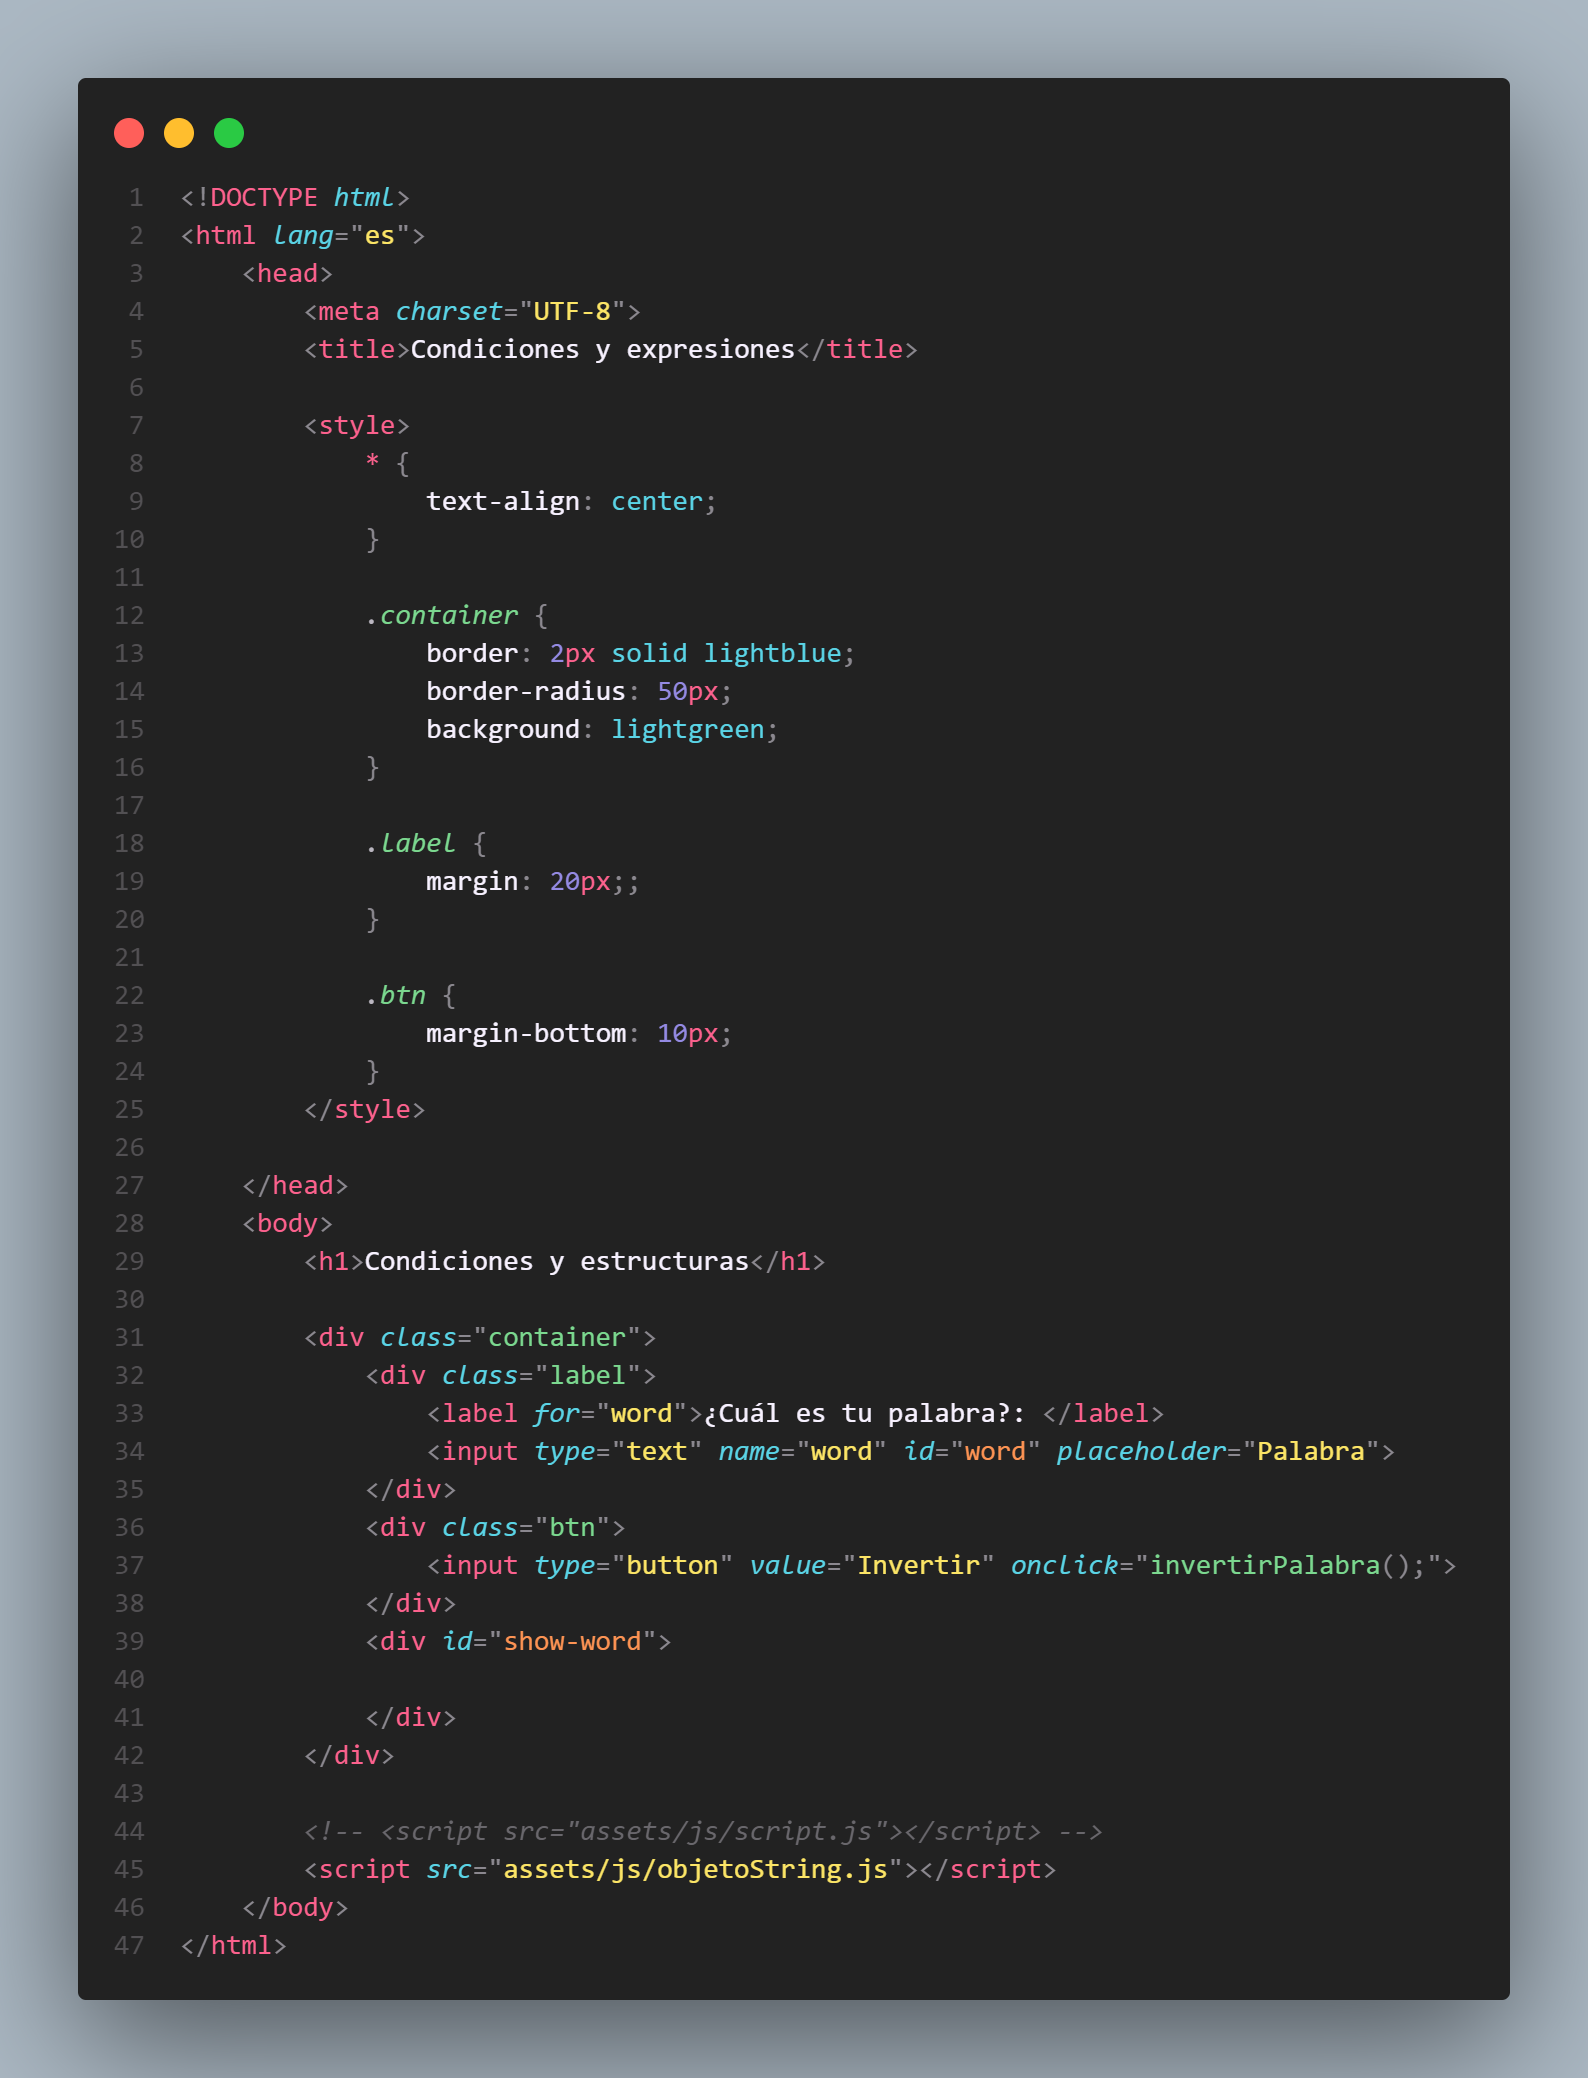 1 <!DOCTYPE html>
2 <html lang="es">
3     <head>
4         <meta charset="UTF-8">
5         <title>Condiciones y expresiones</title>
6
7         <style>
8             * {
9                 text-align: center;
10             }
11
12             .container {
13                 border: 2px solid lightblue;
14                 border-radius: 50px;
15                 background: lightgreen;
16             }
17
18             .label {
19                 margin: 20px;;
20             }
21
22             .btn {
23                 margin-bottom: 10px;
24             }
25         </style>
26
27     </head>
28     <body>
29         <h1>Condiciones y estructuras</h1>
30
31         <div class="container">
32             <div class="label">
33                 <label for="word">¿Cuál es tu palabra?: </label>
34                 <input type="text" name="word" id="word" placeholder="Palabra">
35             </div>
36             <div class="btn">
37                 <input type="button" value="Invertir" onclick="invertirPalabra();">
38             </div>
39             <div id="show-word">
40
41             </div>
42         </div>
43
44         <!-- <script src="assets/js/script.js"></script> -->
45         <script src="assets/js/objetoString.js"></script>
46     </body>
47 </html>